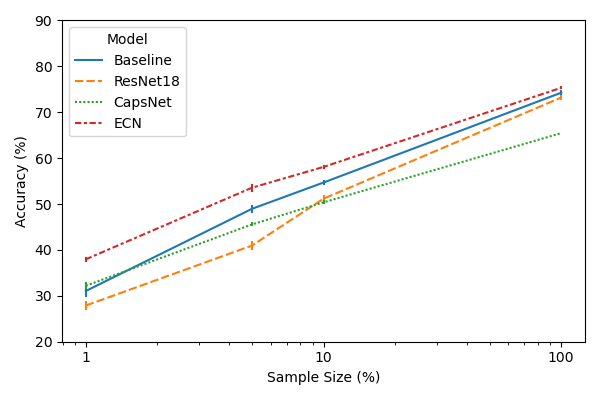 90
80
70
60
50
40
30
20
Accuracy (%)
Model
Baseline
ResNet18
CapsNet
ECN
1
10
100
Sample Size (%)